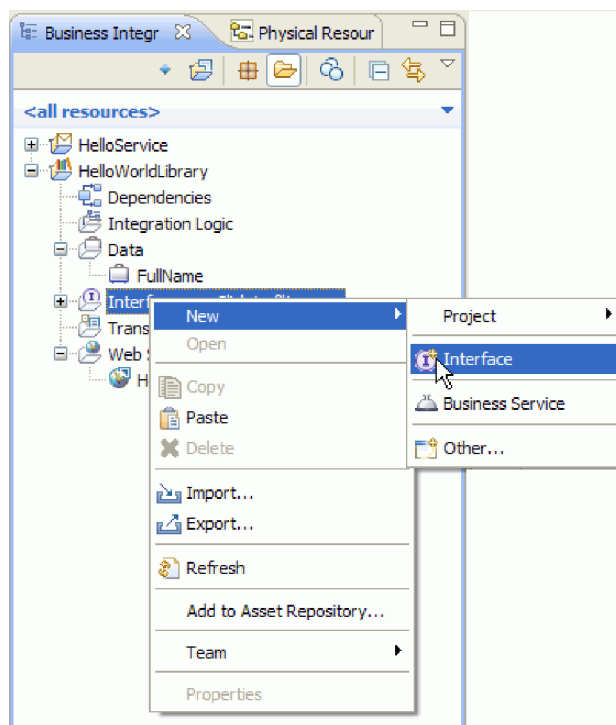 Business Integr
Physical Resour
<all resources>
HelloService
HelloWorldLibrary
Dependencies
Integration Logic
Data
FullName
Interf
Trans
Web
H
New
Open
Copy
Paste
Delete
Import...
Export...
Refresh
Add to Asset Repository...
Team
Properties
Project
Interface
Business Service
Other...